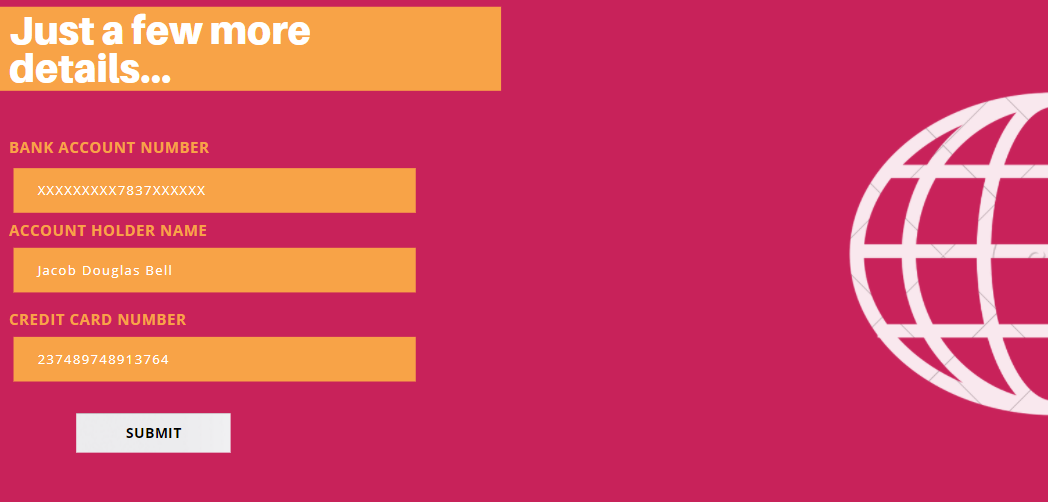 Just a few more
details...
BANK ACCOUNT NUMBER
XXXXXXXXX7837XXXXXX
ACCOUNT HOLDER NAME
Jacob Douglas Bell
CREDIT CARD NUMBER
237489748913764
SUBMIT